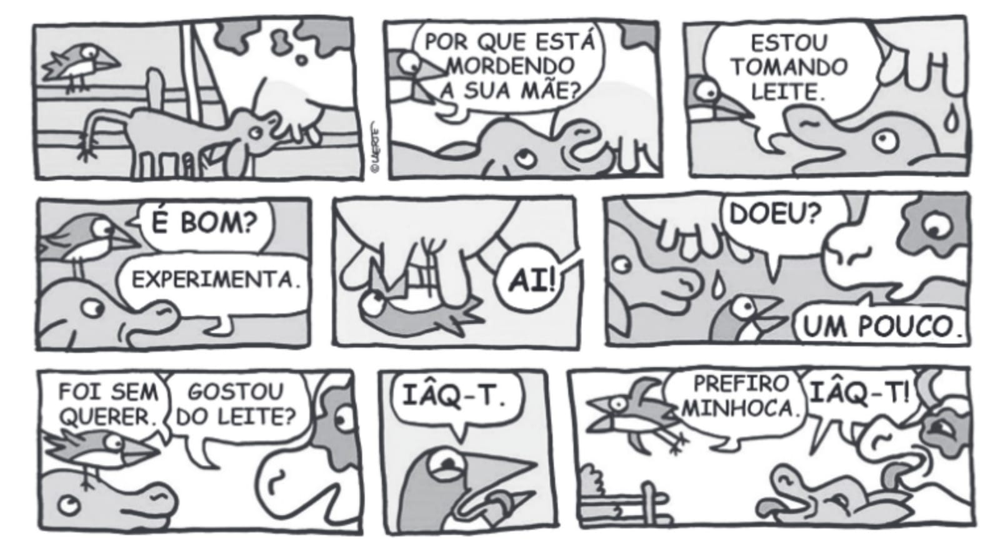 ©LAERTE
POR QUE ESTÁ
MORDENDO
A SUA MÃE?
ESTOU
TOMANDO
LEITE.
É BOM?
EXPERIMENTA.
AI!
DOEU?
UM POUCO.
FOI SEM
QUERER.
GOSTOU
DO LEITE?
IÂQ-T.
PREFIRO
MINHOCA.
IÂQ-T!